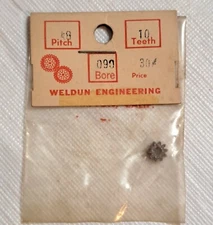 48 10
Pitch Teeth
.090 30¢
Bore Price
WELDUN ENGINEERING